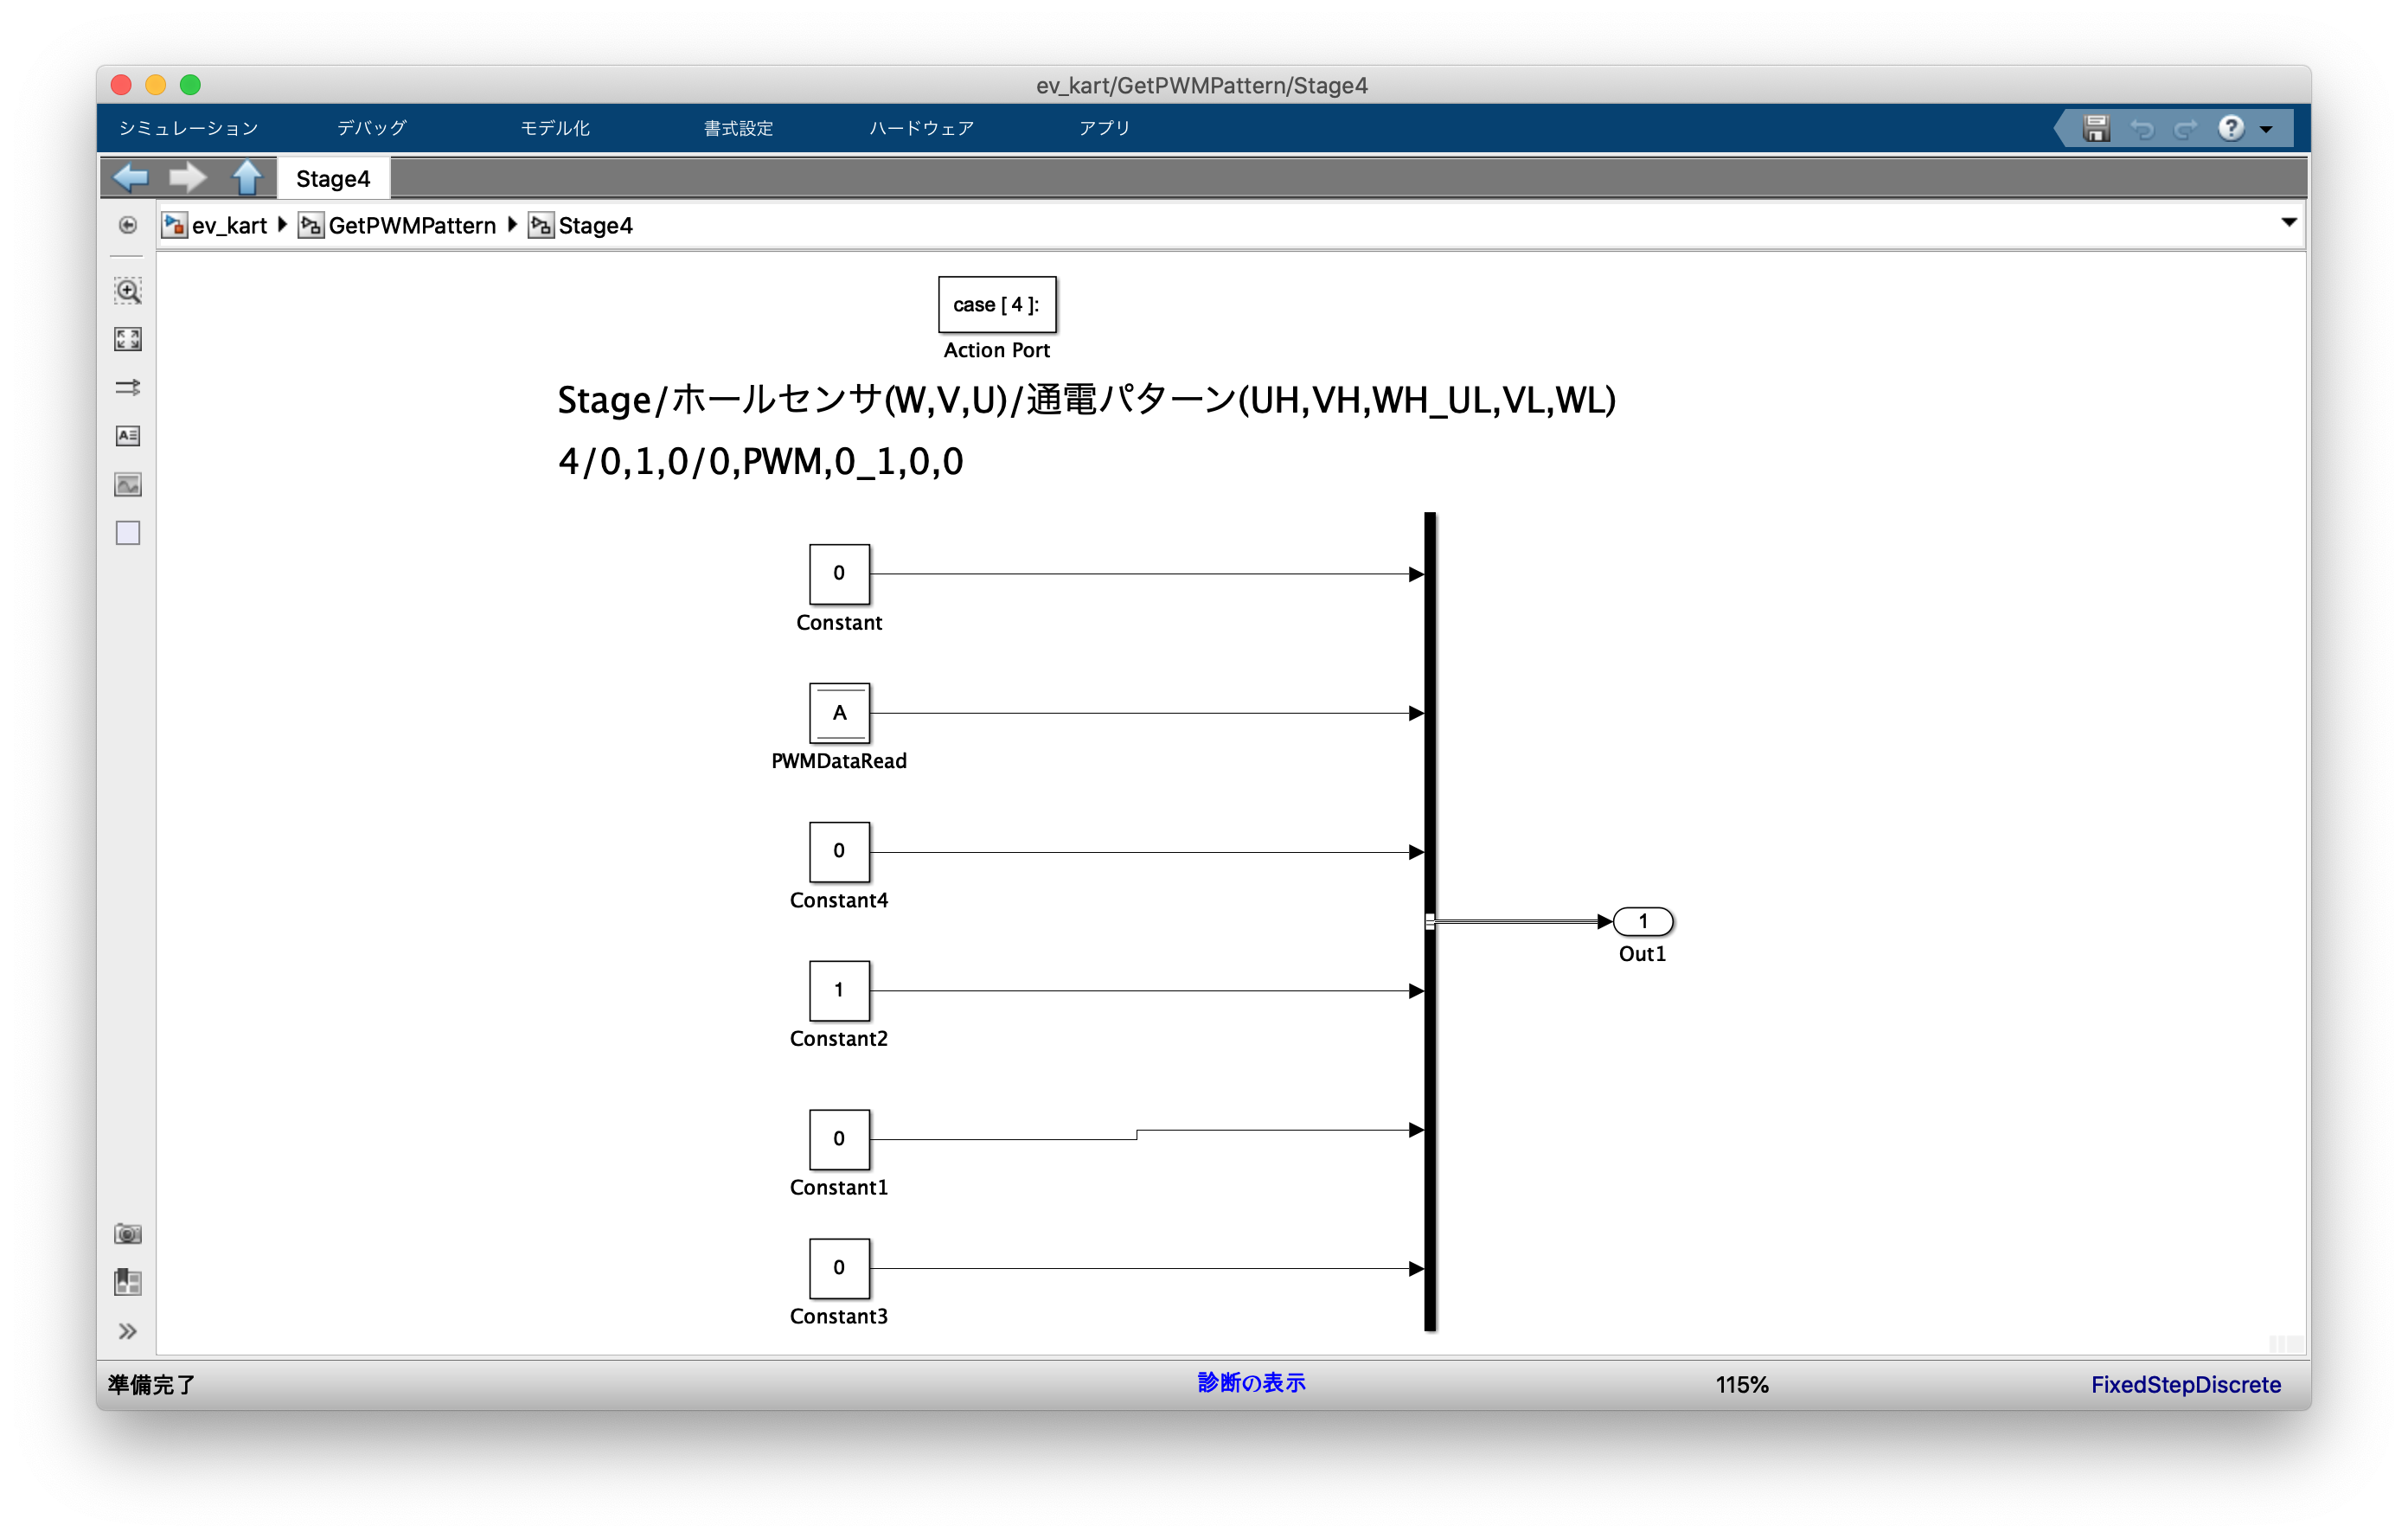 ev_kart/GetPWMPattern/Stage4
シミュレーション デバッグ モデル化 書式設定 ハードウェア アプリ
Stage4
ev_kart GetPWMPattern Stage4
case [ 4 ]:
Action Port
Stage/ホールセンサ(W,V,U)/通電パターン(UH,VH,WH_UL,VL,WL)
4/0,1,0/0,PWM,0_1,0,0
0
Constant
A
PWMDataRead
0
Constant4
1
Out1
1
Constant2
0
Constant1
0
Constant3
準備完了 診断の表示 115% FixedStepDiscrete